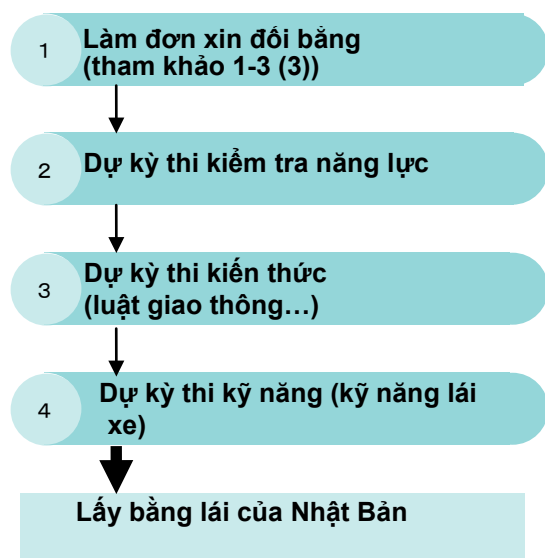 1
Làm đơn xin đối bằng
(tham khảo 1-3 (3))
2
Dự kỳ thi kiểm tra năng lực
3
Dự kỳ thi kiến thức
(luật giao thông…)
4
Dự kỳ thi kỹ năng (kỹ năng lái
xe)
Lấy bằng lái của Nhật Bản